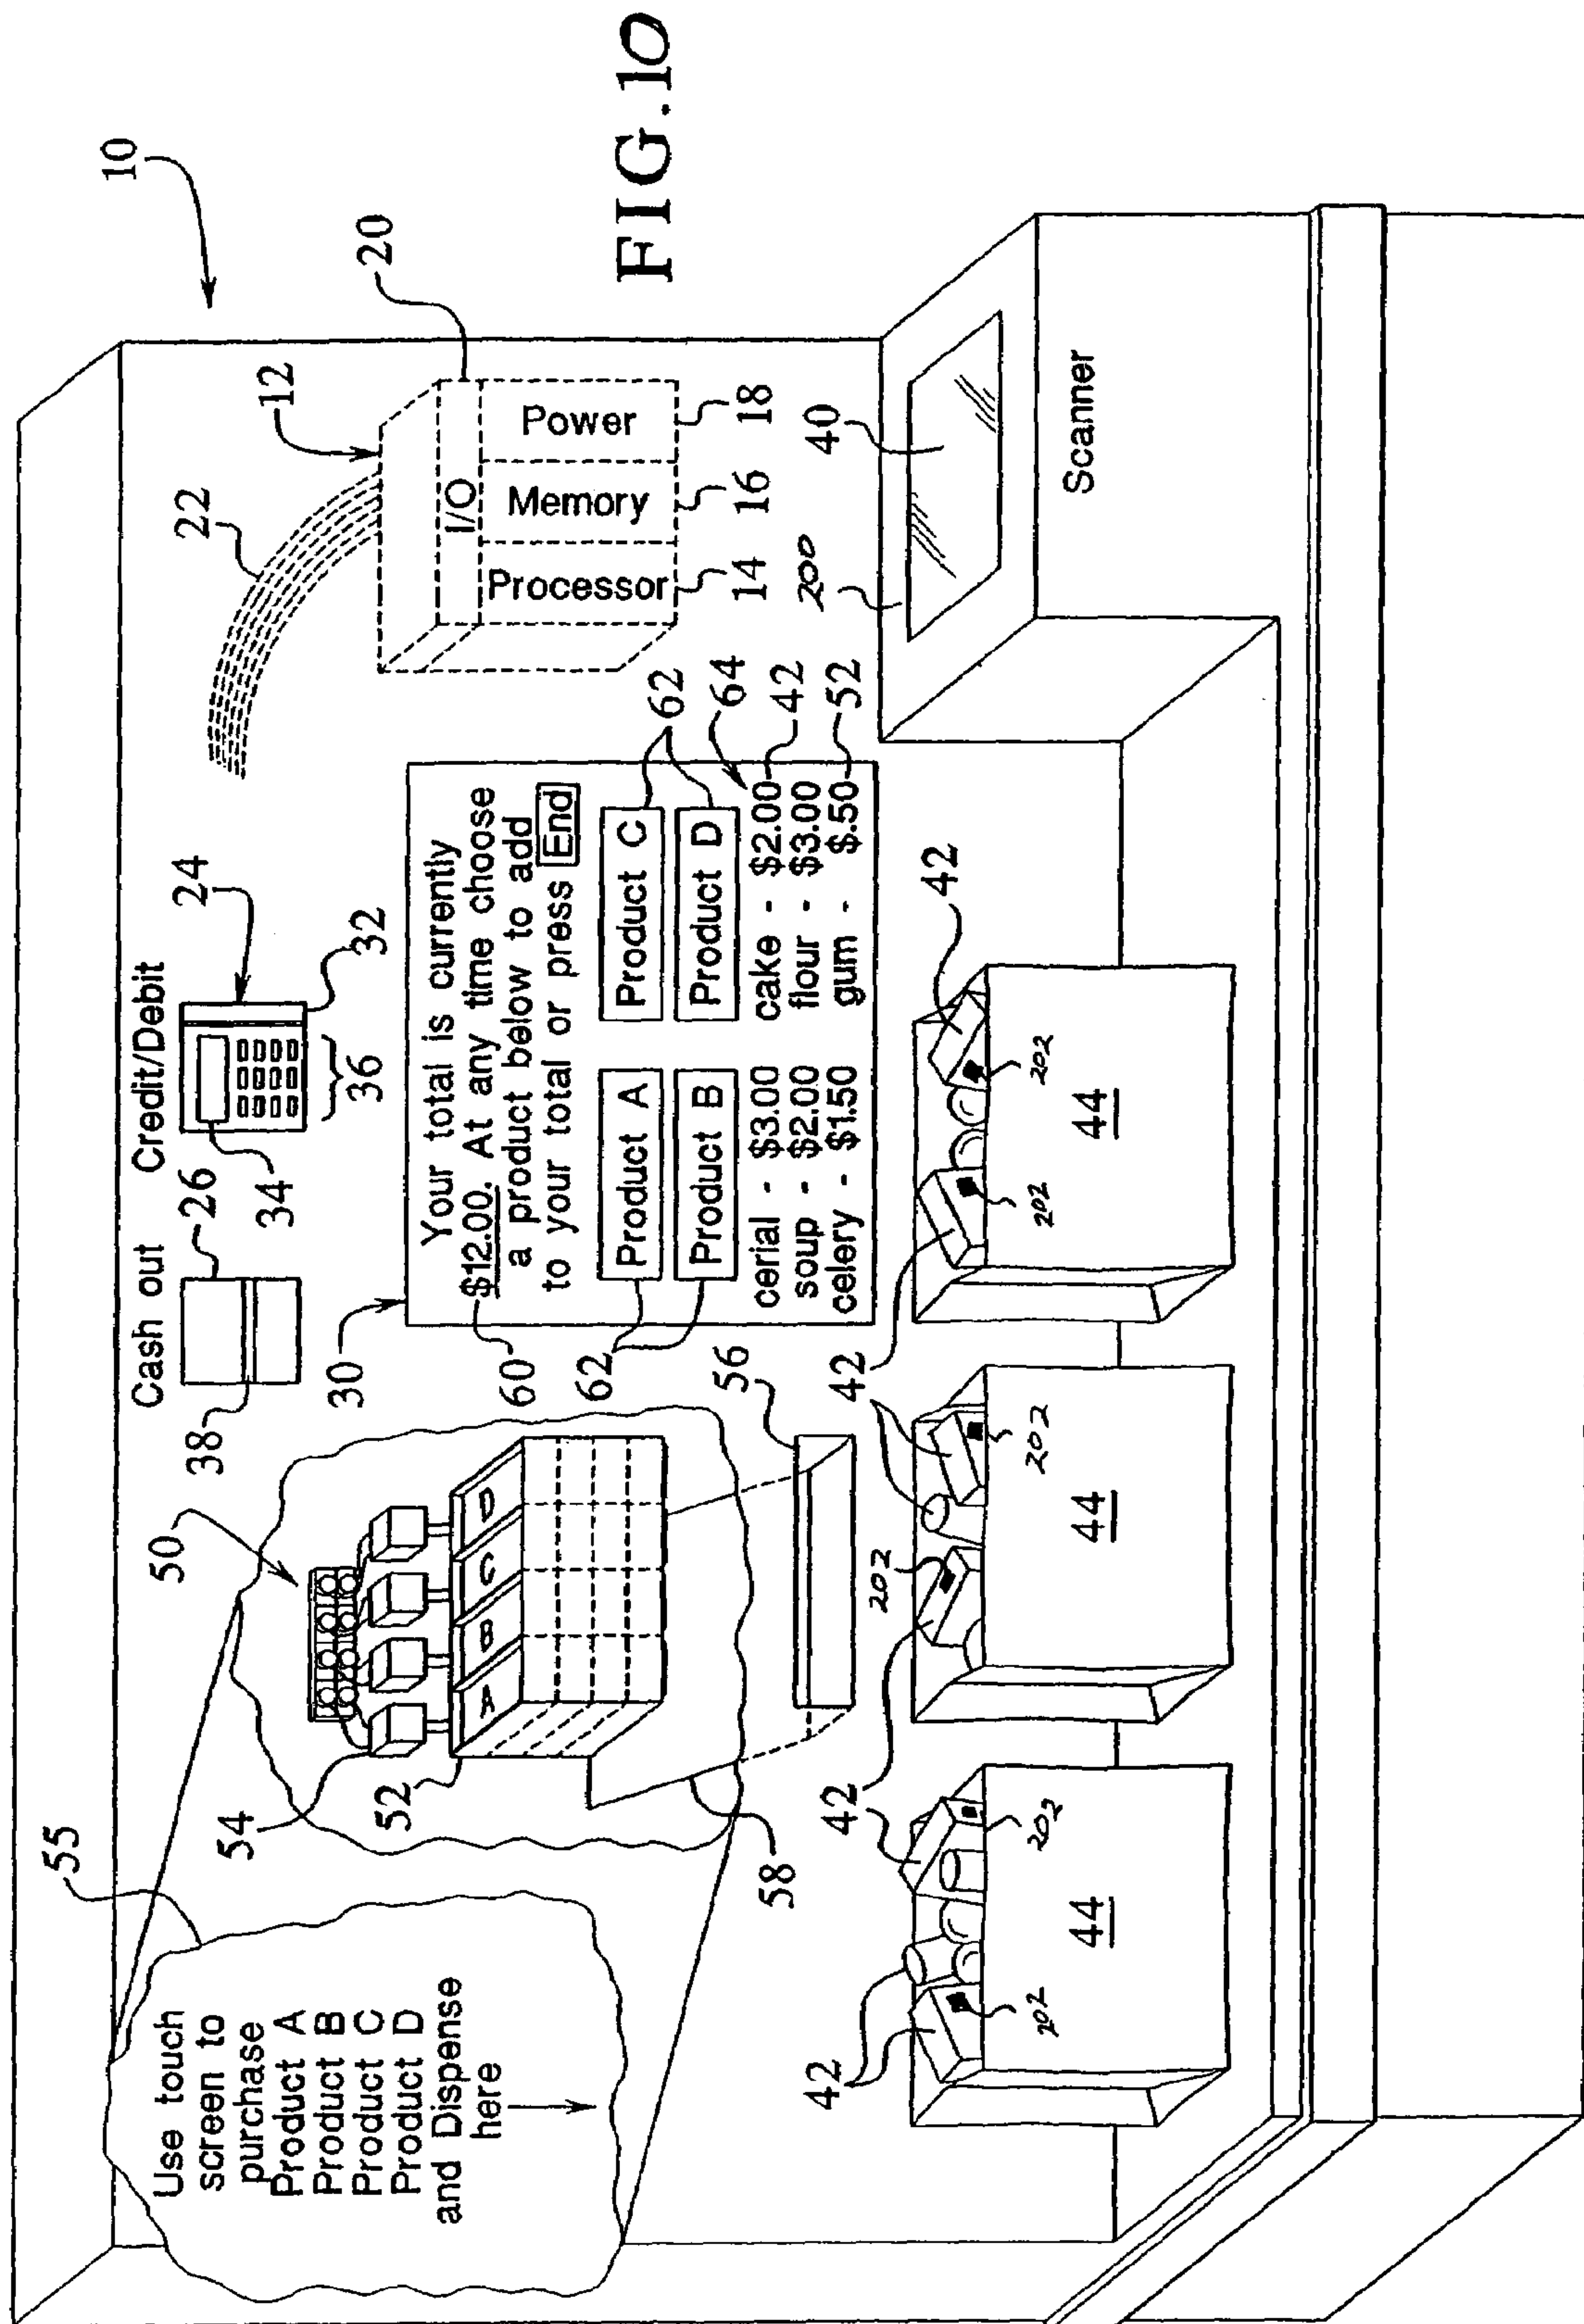 10
Use touch
screen to
purchase
Product A
Product B
Product C
Product D
and Dispense
here
55
50
54
A B C D
52
58
56
Cash out
26
38
Credit/Debit
24
34
36
32
22
12
20
I/O
Processor Memory Power
14 16 18
30
Your total is currently
$12.00. At any time choose
a product below to add
to your total or press End
60
Product A Product C
Product B Product D
62 62
cerial - $3.00 cake - $2.00
soup - $2.00 flour - $3.00
celery - $1.50 gum - $.50
64
42
52
200
40
Scanner
42 42 42 42 42 42
202 202 202 202 202 202
44 44 44
FIG.10